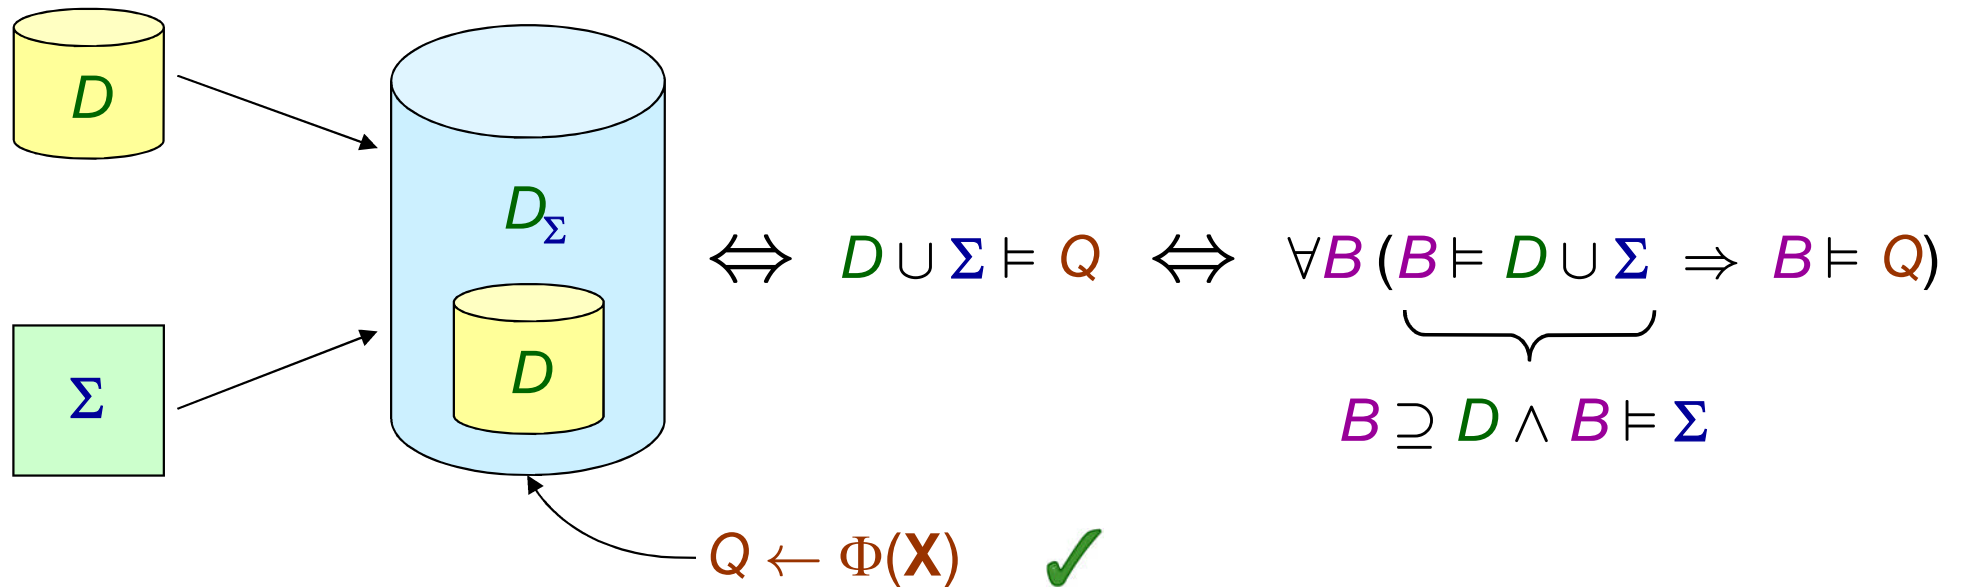 D
D_Σ
⇔ D ∪ Σ ⊨ Q ⇔ ∀B (B ⊨ D ∪ Σ ⇒ B ⊨ Q)
D
Σ
B ⊇ D ∧ B ⊨ Σ
Q ← Φ(X) ✓